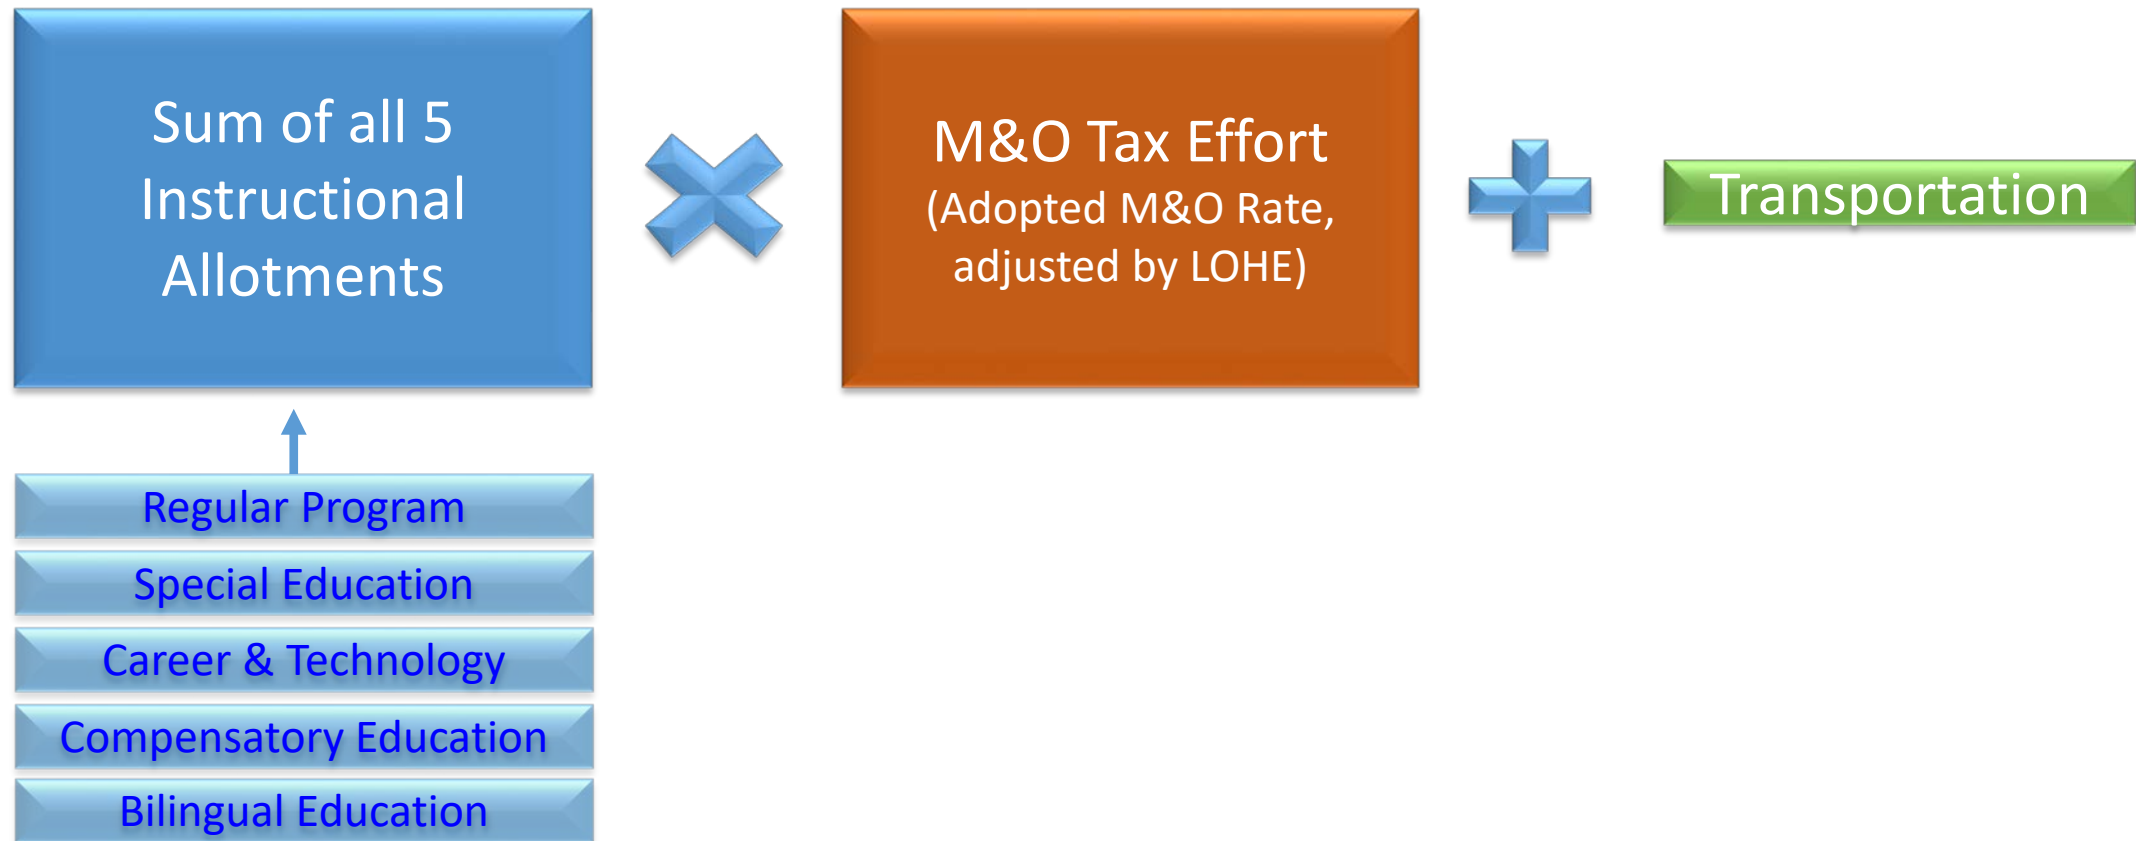 Sum of all 5
Instructional
Allotments
M&O Tax Effort
(Adopted M&O Rate,
adjusted by LOHE)
Transportation
Regular Program
Special Education
Career & Technology
Compensatory Education
Bilingual Education